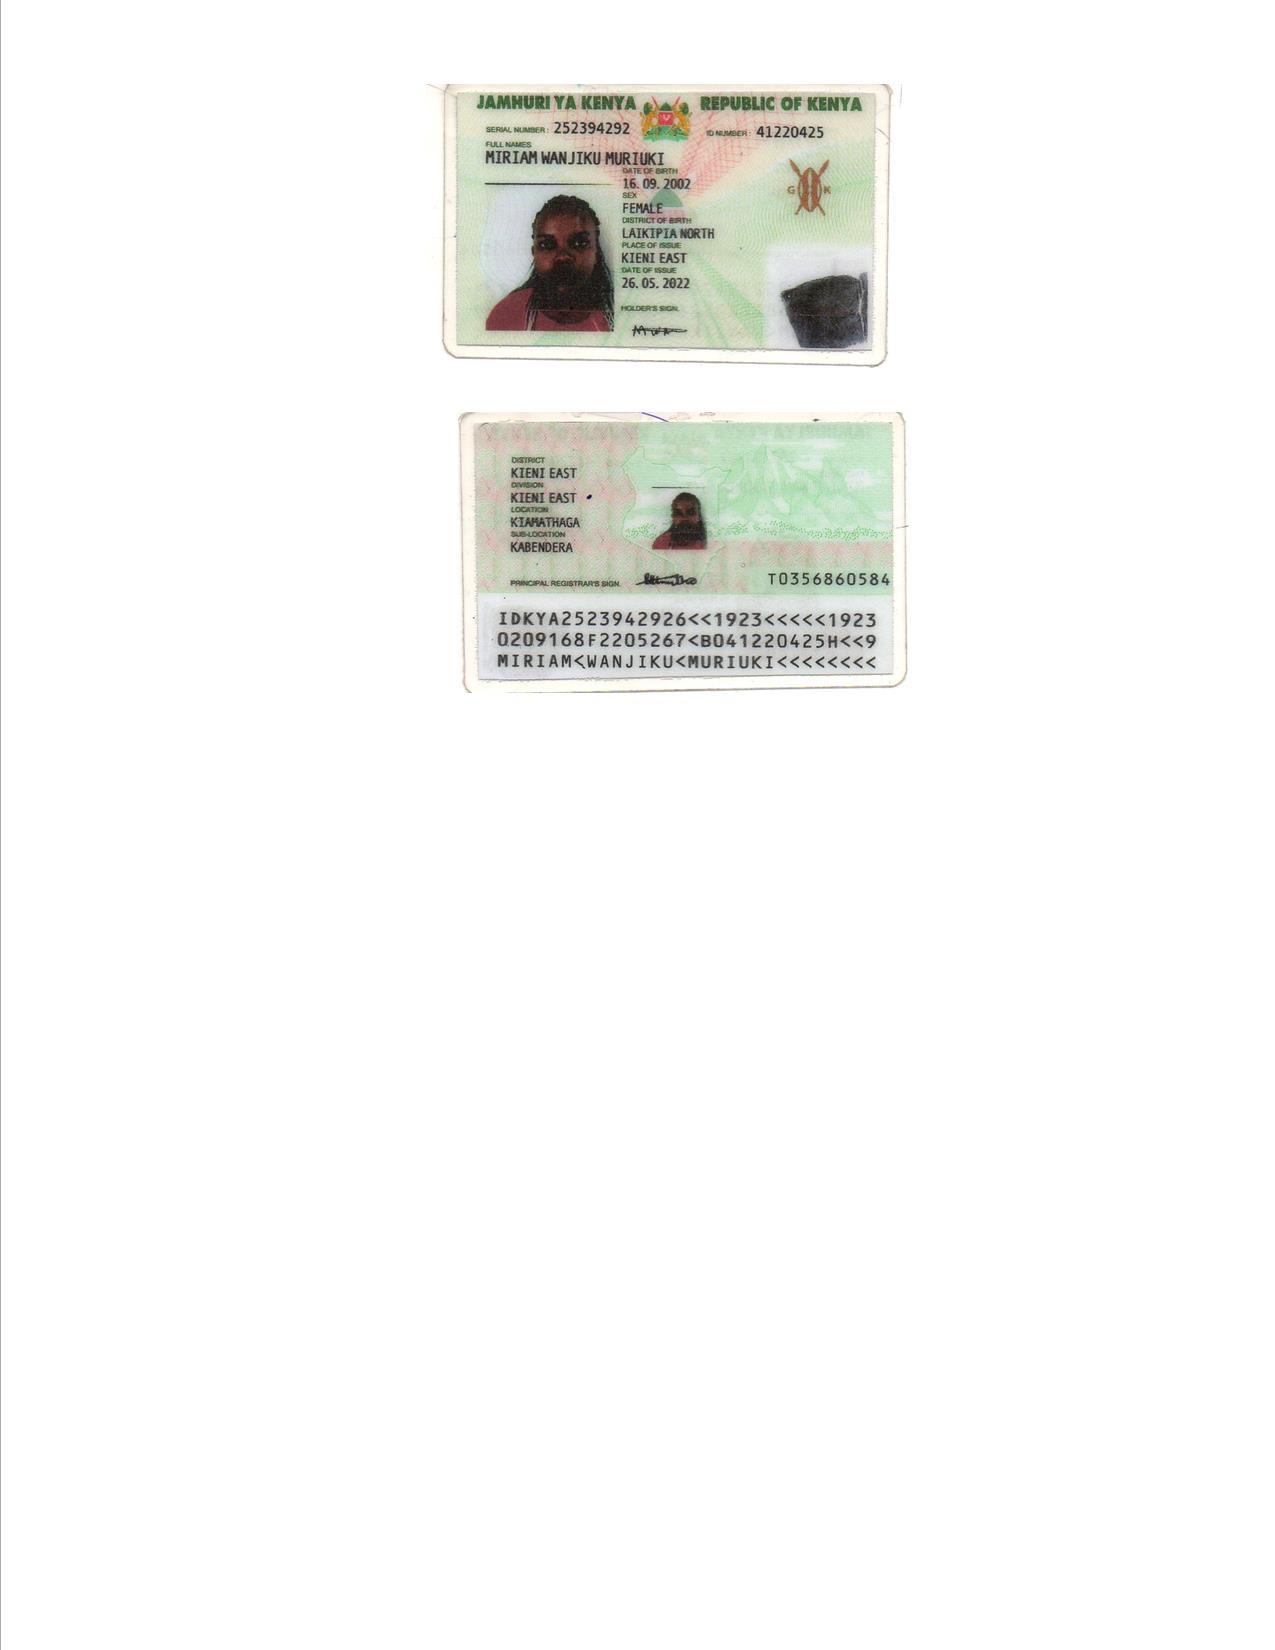 JAMHURI YA KENYA REPUBLIC OF KENYA
SERIAL NUMBER: 252394292 ID NUMBER: 41220425
FULL NAMES
MIRIAM WANJIKU MURIUKI
DATE OF BIRTH
16.09.2002
SEX
FEMALE
DISTRICT OF BIRTH
LAIKIPIA NORTH
PLACE OF ISSUE
KIENI EAST
DATE OF ISSUE
26.05.2022
HOLDER'S SIGN.
G K
DISTRICT
KIENI EAST
DIVISION
KIENI EAST
LOCATION
KIAMATHAGA
SUB-LOCATION
KABENDERA
PRINCIPAL REGISTRAR'S SIGN. T0356860584
IDKYA2523942926<<1923<<<<<1923
0209168F2205267<B041220425H<<9
MIRIAM<WANJIKU<MURIUKI<<<<<<<<